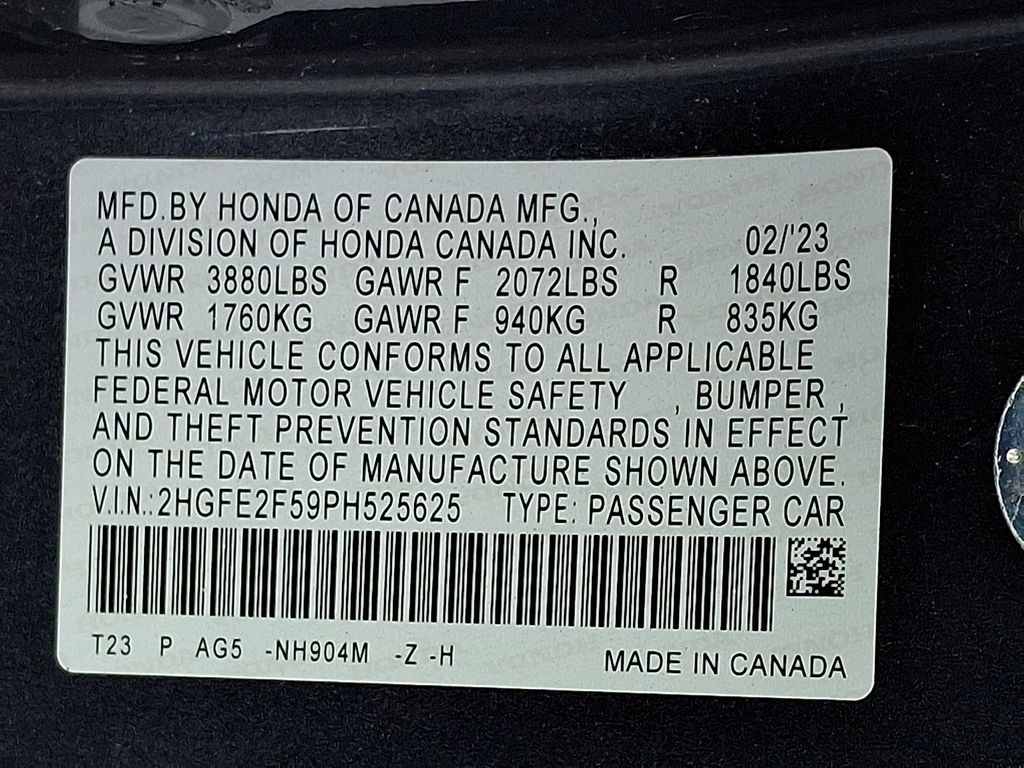 MFD.BY HONDA OF CANADA MFG.,
A DIVISION OF HONDA CANADA INC. 02/'23
GVWR 3880LBS GAWR F 2072LBS R 1840LBS
GVWR 1760KG GAWR F 940KG R 835KG
THIS VEHICLE CONFORMS TO ALL APPLICABLE
FEDERAL MOTOR VEHICLE SAFETY , BUMPER ,
AND THEFT PREVENTION STANDARDS IN EFFECT
ON THE DATE OF MANUFACTURE SHOWN ABOVE.
V.I.N.:2HGFE2F59PH525625 TYPE: PASSENGER CAR
T23 P AG5 -NH904M -Z -H
MADE IN CANADA